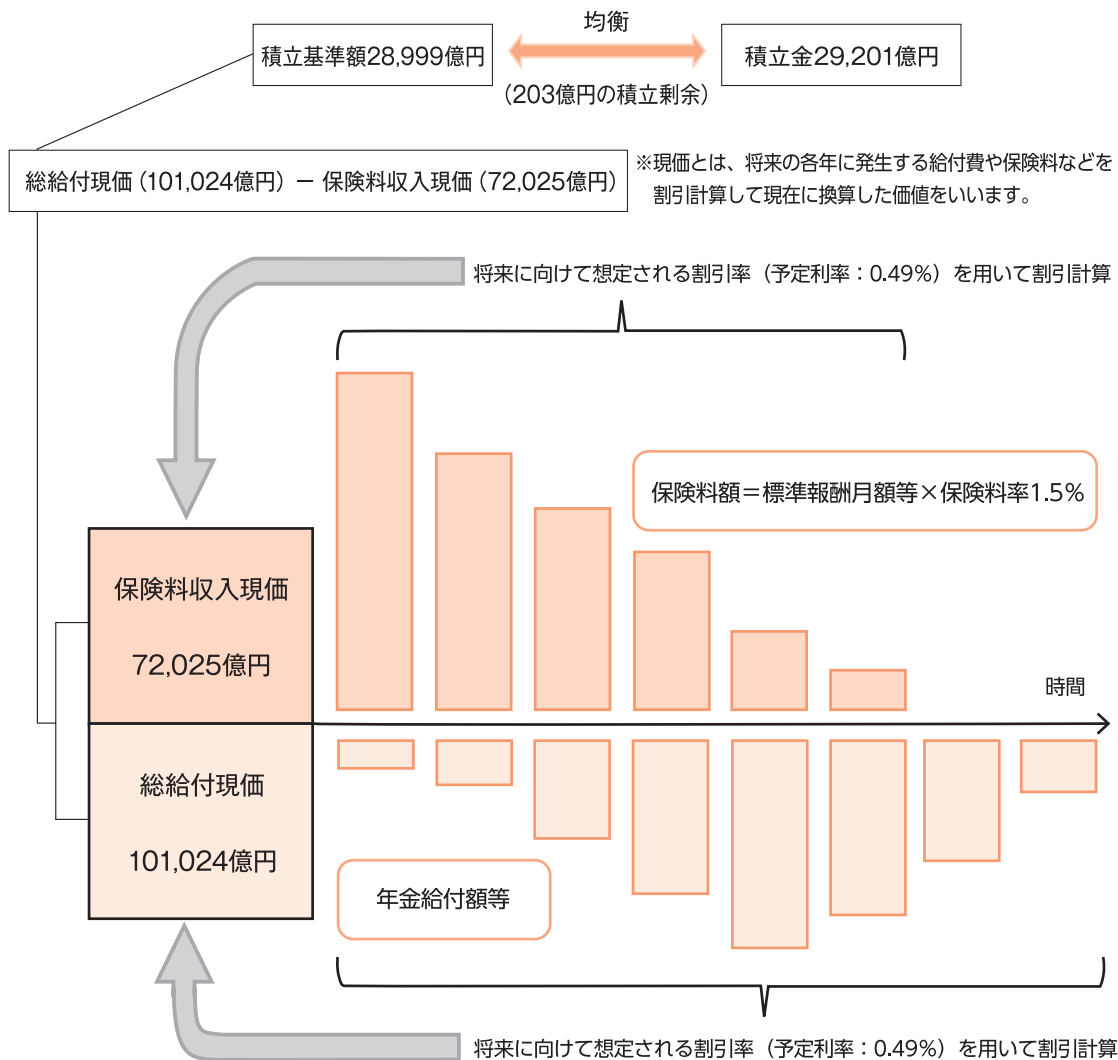 均衡
積立基準額28,999億円
積立金29,201億円
（203億円の積立剰余）
総給付現価（101,024億円）－ 保険料収入現価（72,025億円）
※現価とは、将来の各年に発生する給付費や保険料などを
割引計算して現在に換算した価値をいいます。
将来に向けて想定される割引率（予定利率：0.49％）を用いて割引計算
保険料額＝標準報酬月額等×保険料率1.5％
保険料収入現価
72,025億円
時間
総給付現価
101,024億円
年金給付額等
将来に向けて想定される割引率（予定利率：0.49％）を用いて割引計算